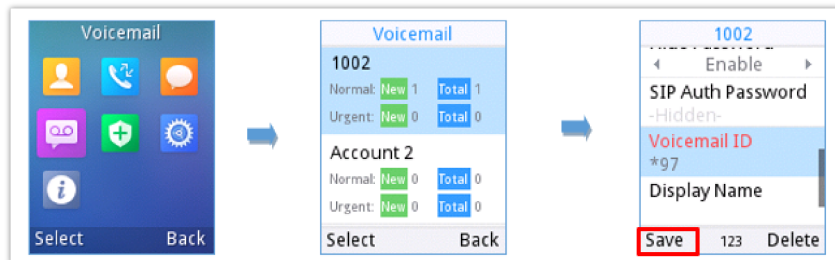 Voicemail
Select Back
Voicemail
1002
Normal: New 1 Total 1
Urgent: New 0 Total 0
Account 2
Normal: New 0 Total 0
Urgent: New 0 Total 0
Select Back
1002
Enable
SIP Auth Password
-Hidden-
Voicemail ID
*97
Display Name
Save 123 Delete